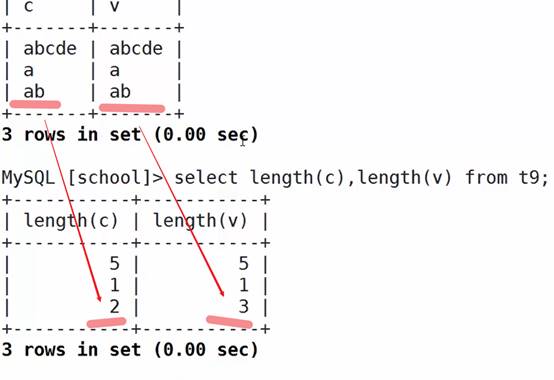 | c     | v     |
+-------+-------+
| abcde | abcde |
| a     | a     |
| ab    | ab    |
+-------+-------+
3 rows in set (0.00 sec)
MySQL [school]> select length(c),length(v) from t9;
+-----------+-----------+
| length(c) | length(v) |
+-----------+-----------+
|         5 |         5 |
|         1 |         1 |
|         2 |         3 |
+-----------+-----------+
3 rows in set (0.00 sec)